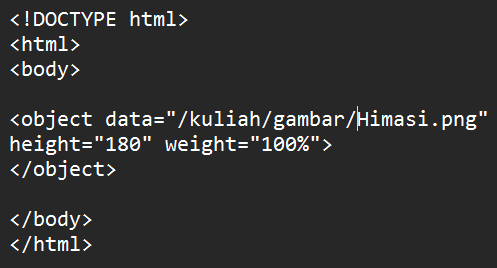 <!DOCTYPE html>
<html>
<body>
<object data="/kuliah/gambar/Himasi.png"
height="180" weight="100%">
</object>
</body>
</html>